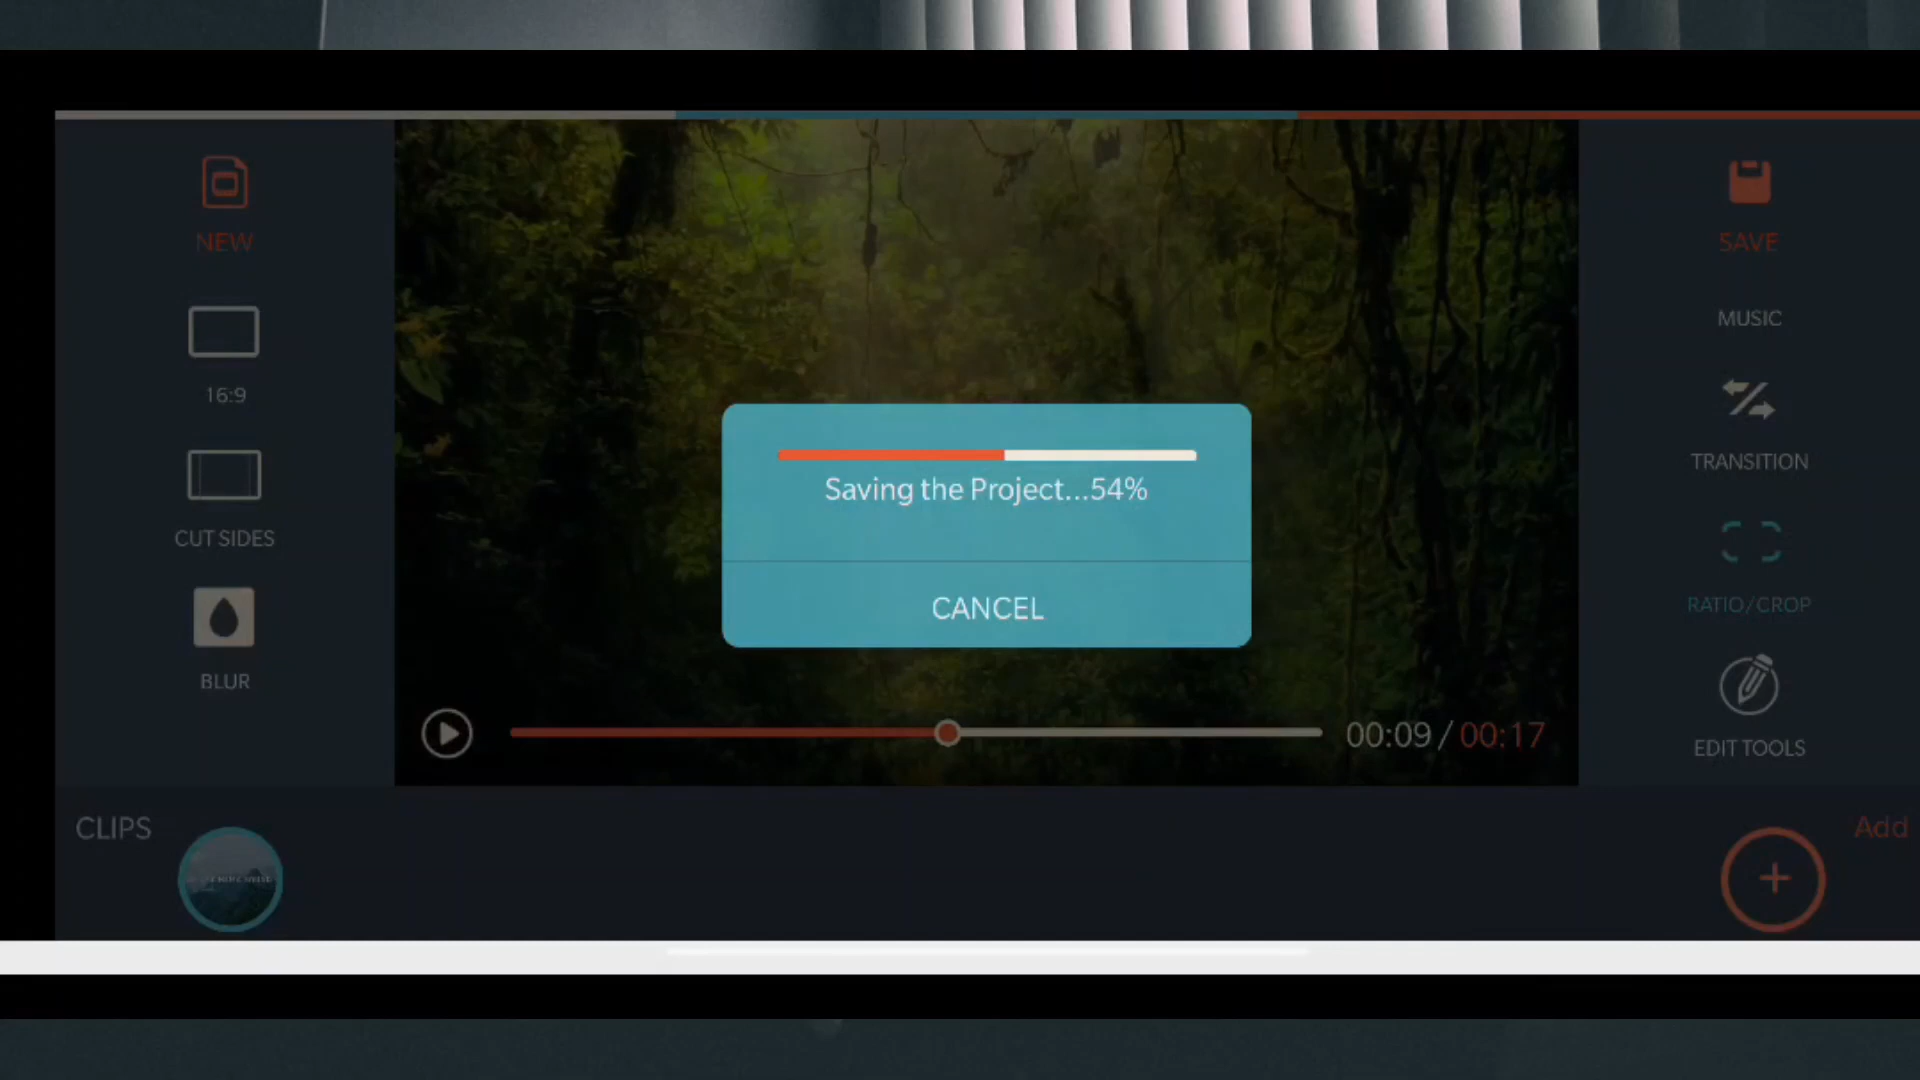 NEW
16:9
CUT SIDES
BLUR
Saving the Project...54%
CANCEL
00:09 / 00:17
SAVE
MUSIC
TRANSITION
RATIO/CROP
EDIT TOOLS
CLIPS
Add